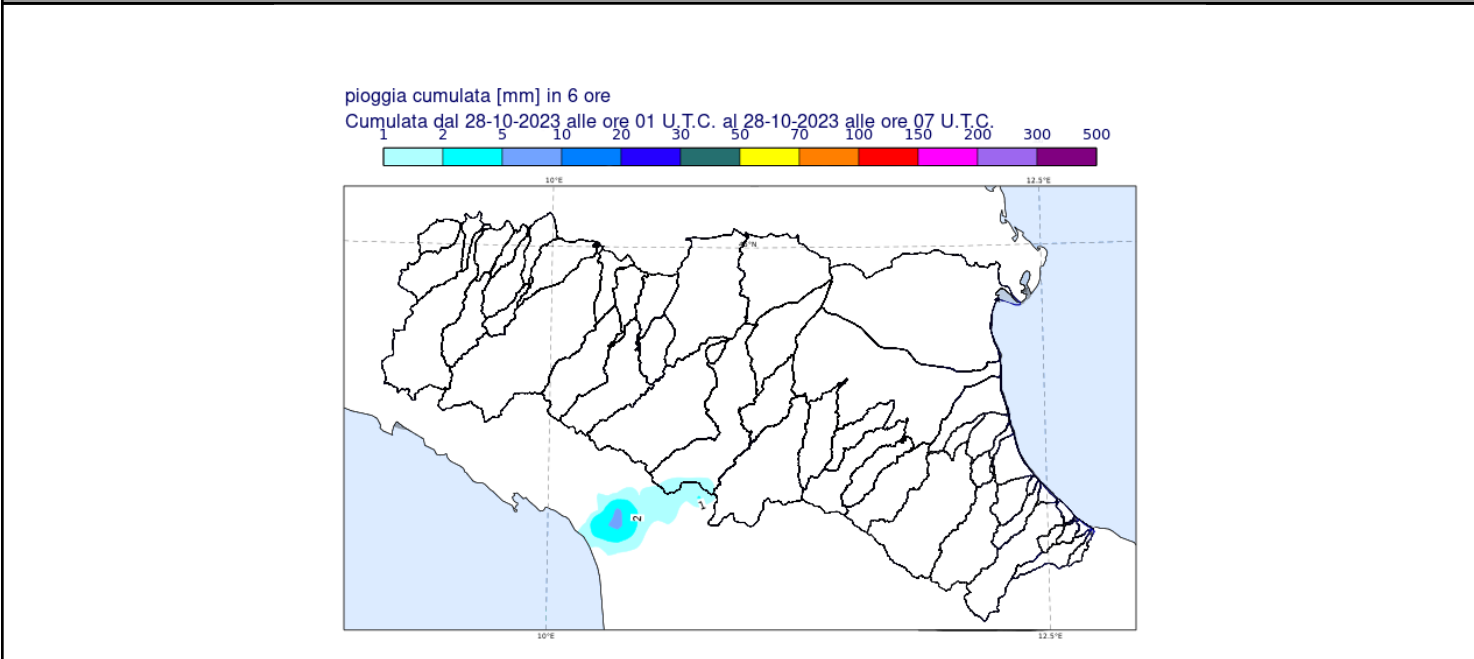 pioggia cumulata [mm] in 6 ore
Cumulata dal 28-10-2023 alle ore 01 U.T.C. al 28-10-2023 alle ore 07 U.T.C.
1 2 5 10 20 30 50 70 100 150 200 300 500
10°E 12.5°E
2
1
10°E 12.5°E